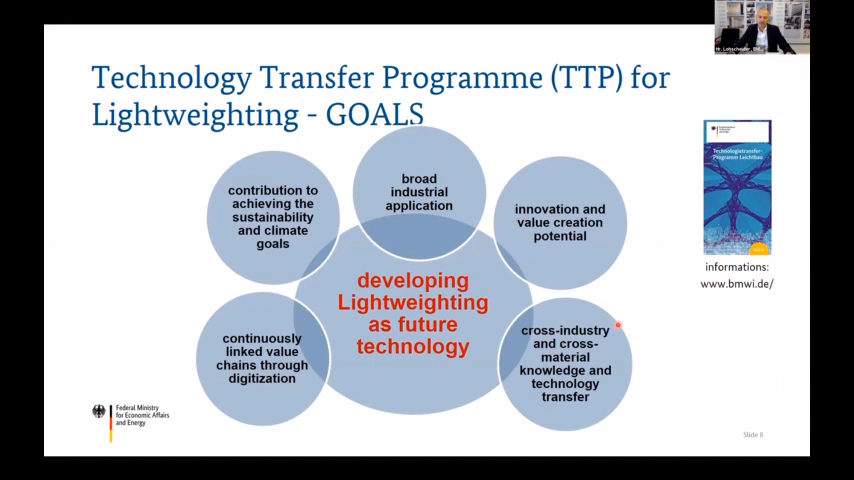 Hr. Lohscheider, BM
Technology Transfer Programme (TTP) for
Lightweighting - GOALS
contribution to
achieving the
sustainability
and climate
goals
broad
industrial
application
innovation and
value creation
potential
developing
Lightweighting
as future
technology
continuously
linked value
chains through
digitization
cross-industry
and cross-
material
knowledge and
technology
transfer
Technologietransfer-
Programm Leichtbau
informations:
www.bmwi.de/
Federal Ministry
for Economic Affairs
and Energy
Slide 8